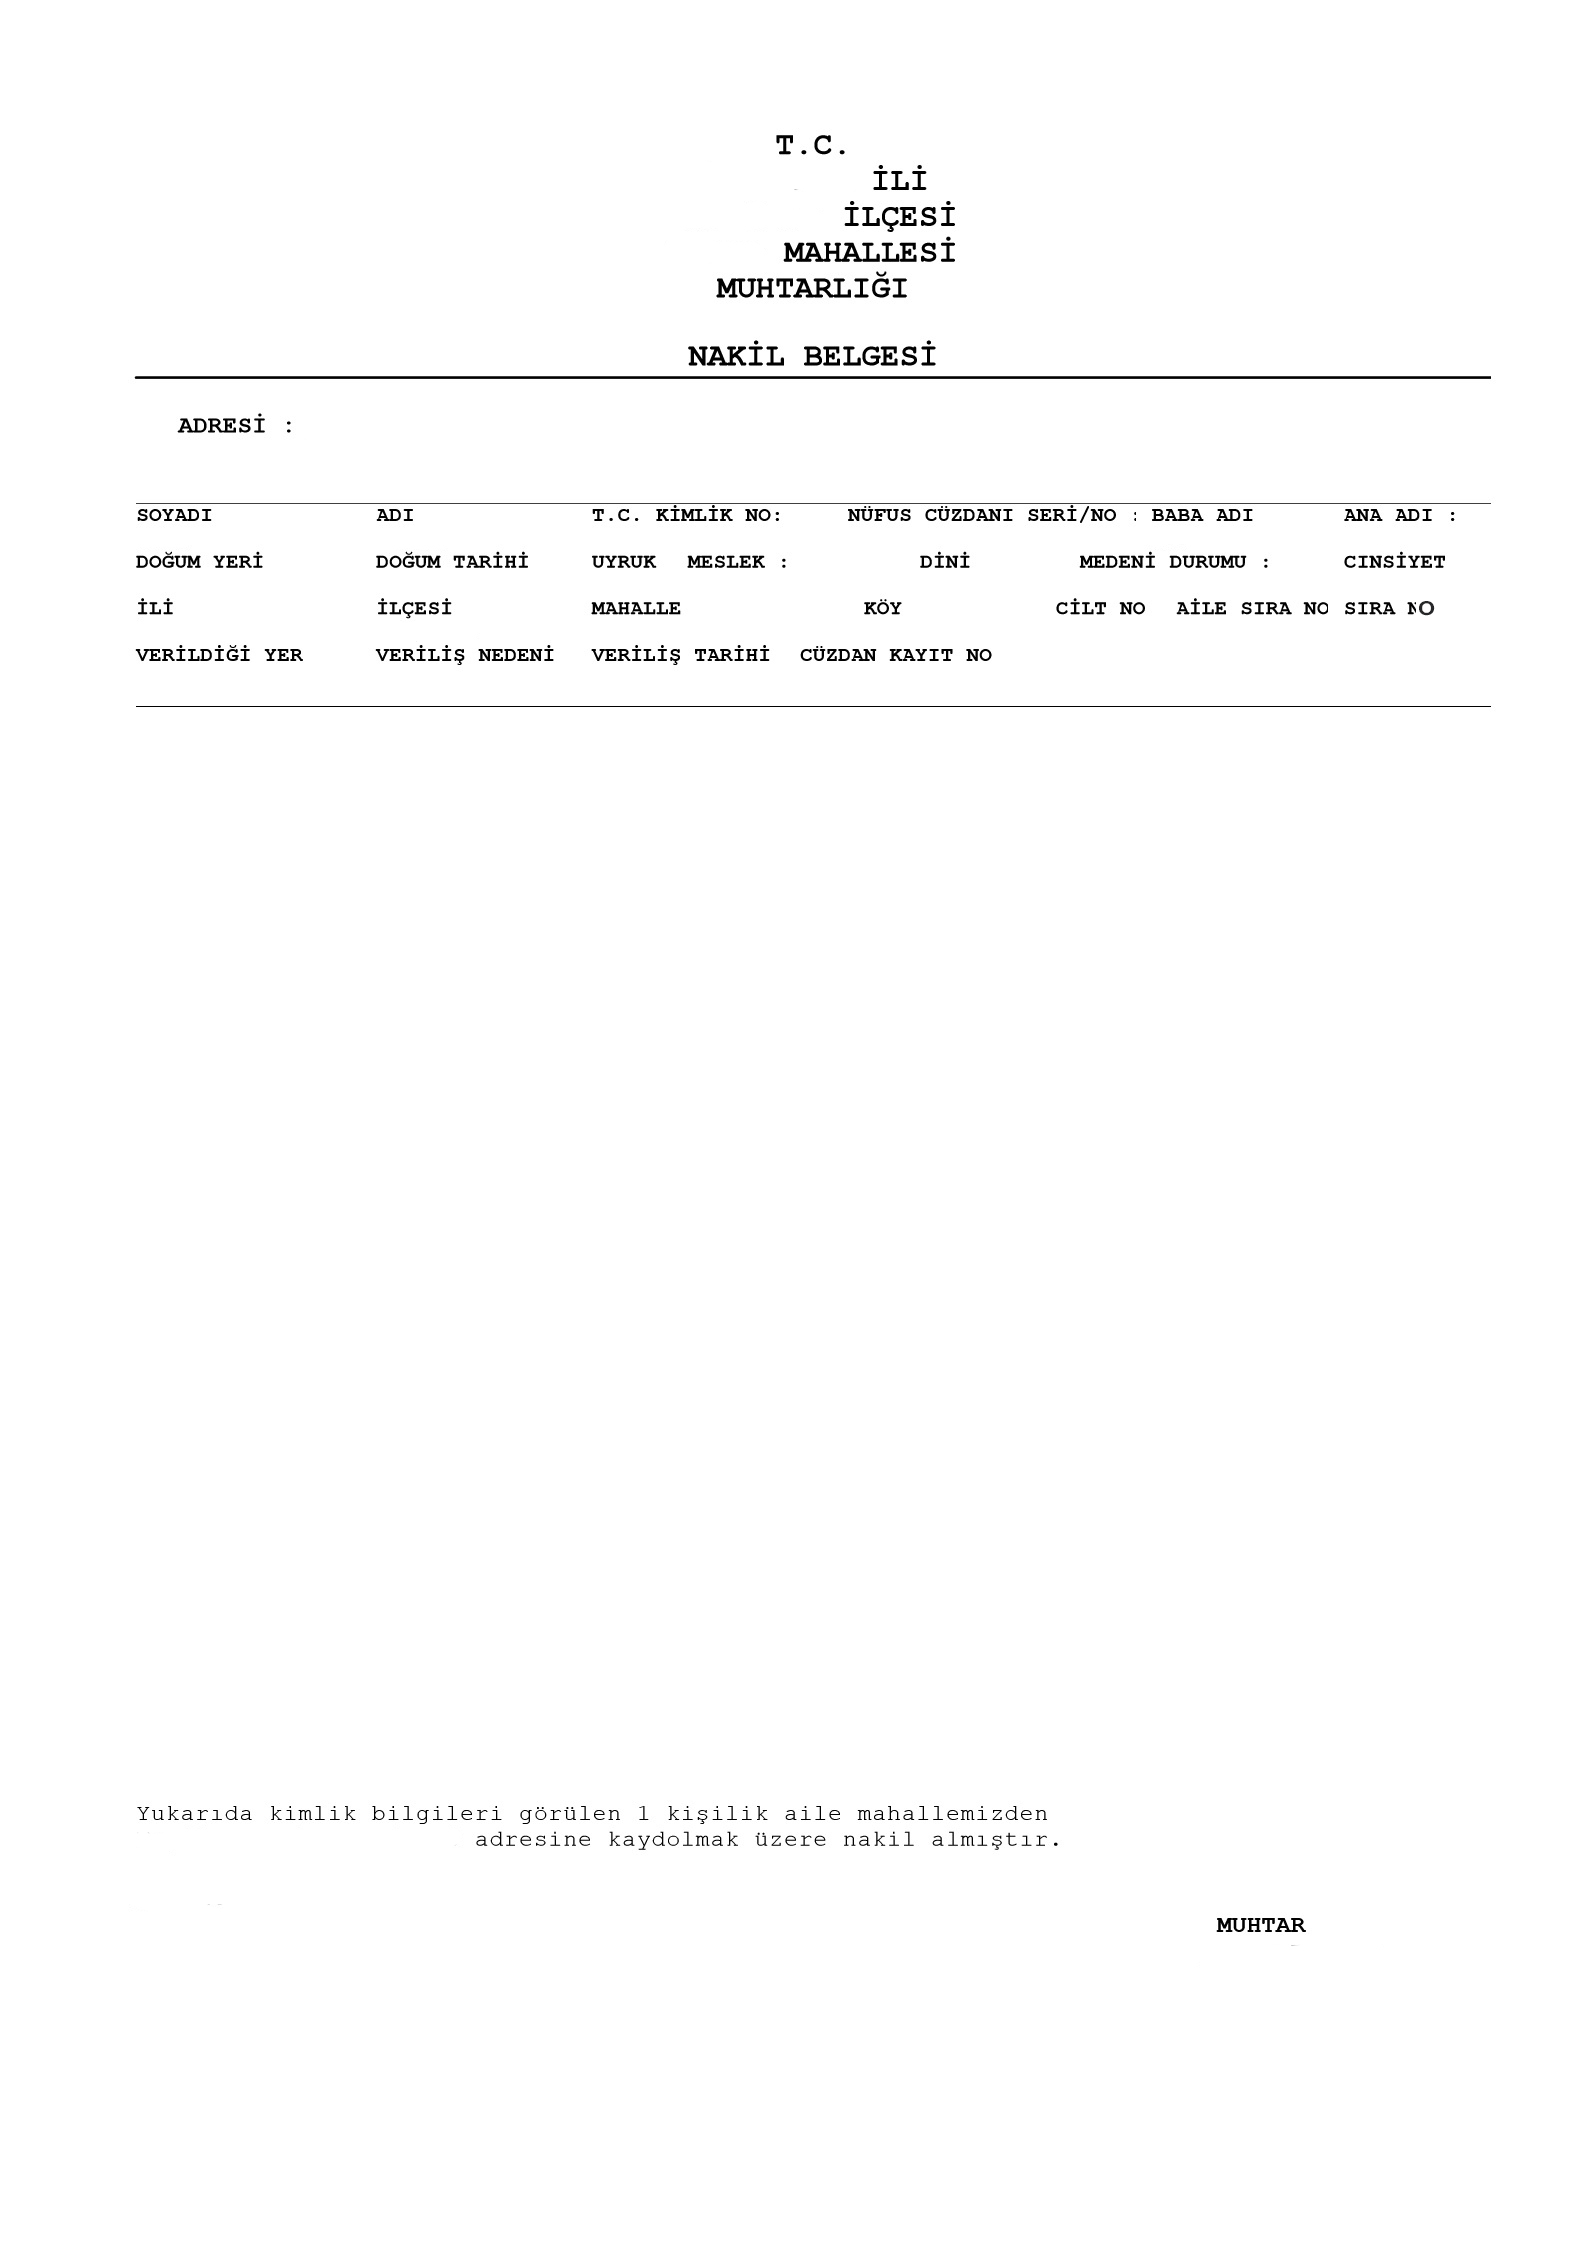 T.C.
İLİ
İLÇESİ
MAHALLESİ
MUHTARLIĞI
NAKİL BELGESİ
ADRESİ :
SOYADI ADI T.C. KİMLİK NO: NÜFUS CÜZDANI SERİ/NO : BABA ADI ANA ADI :
DOĞUM YERİ DOĞUM TARİHİ UYRUK MESLEK : DİNİ MEDENİ DURUMU : CINSİYET
İLİ İLÇESİ MAHALLE KÖY CİLT NO AİLE SIRA NO SIRA NO
VERİLDİĞİ YER VERİLİŞ NEDENİ VERİLİŞ TARİHİ CÜZDAN KAYIT NO
Yukarıda kimlik bilgileri görülen 1 kişilik aile mahallemizden
adresine kaydolmak üzere nakil almıştır.
MUHTAR